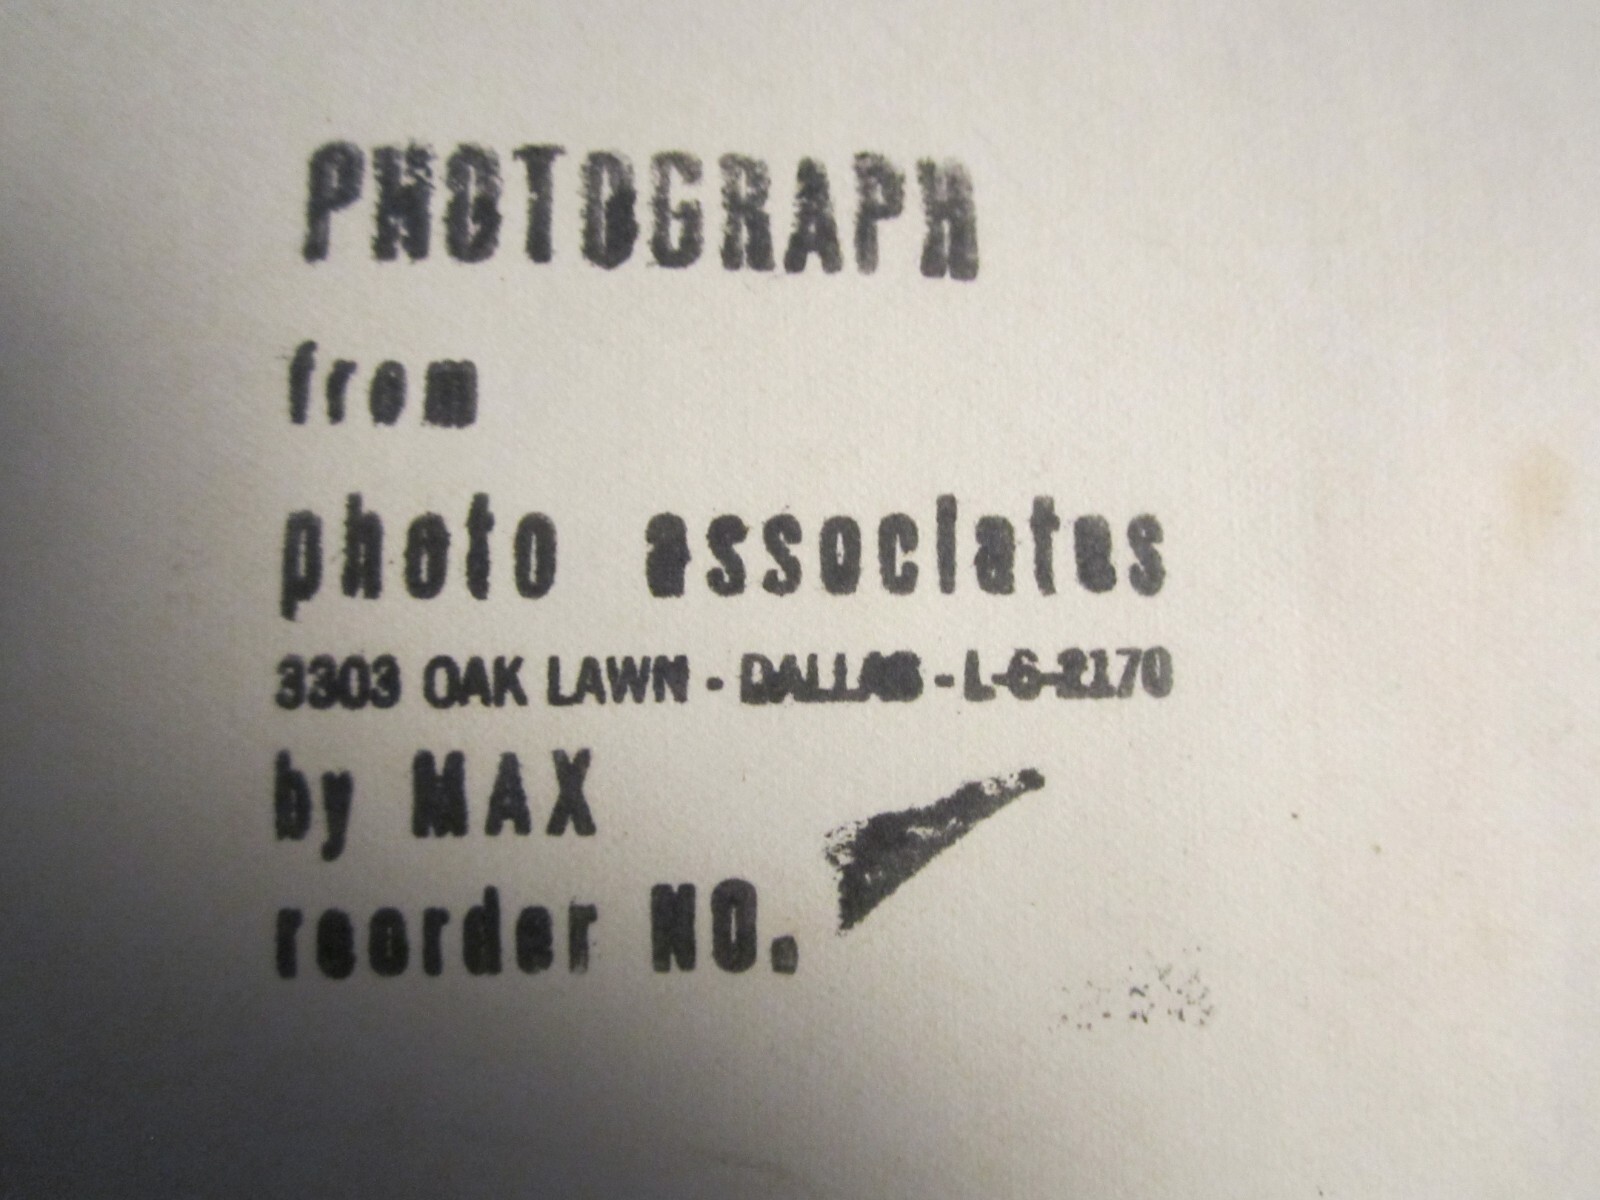 PHOTOGRAPH
from
photo associates
3303 OAK LAWN - DALLAS - L-6-2170
by MAX
reorder NO.